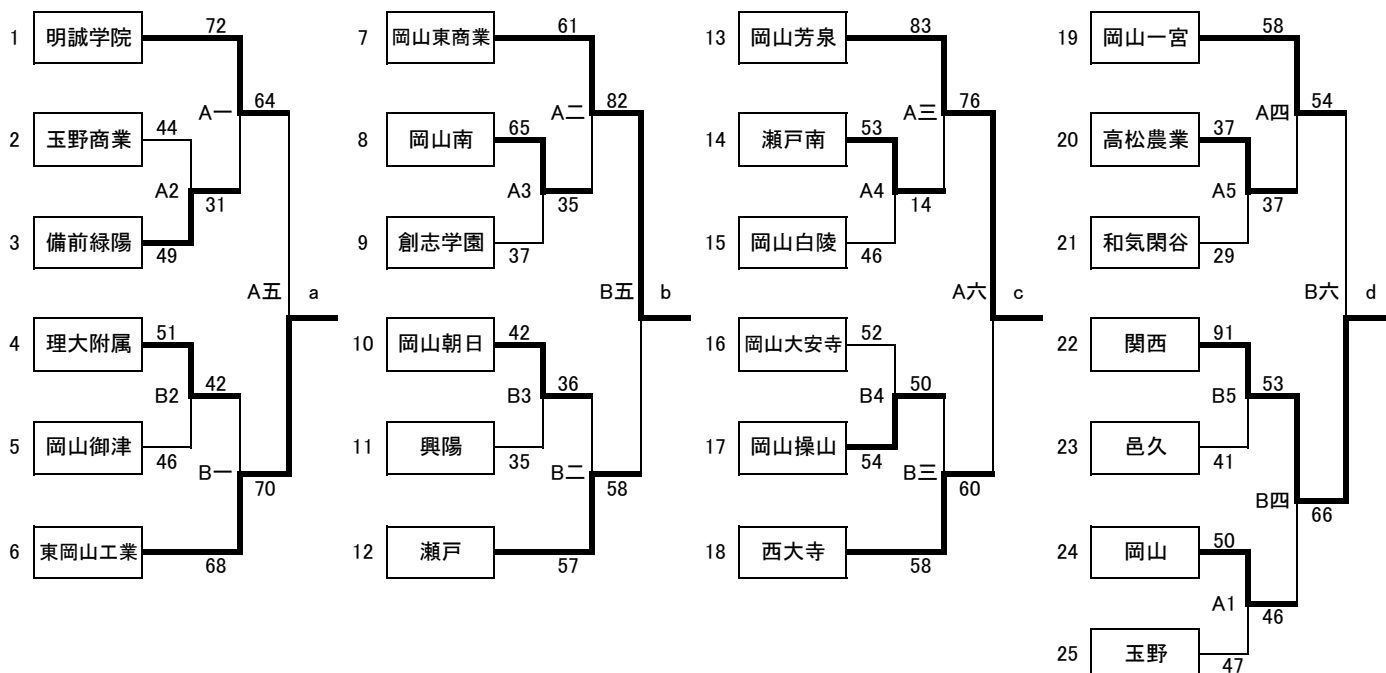 72
1 明誠学院
A一 64
2 玉野商業 44
A2 31
3 備前緑陽 49
A五 a
4 理大附属 51
B2 42
5 岡山御津 46
B一 70
6 東岡山工業 68
61
7 岡山東商業
A二 82
8 岡山南 65
A3 35
9 創志学園 37
B五 b
10 岡山朝日 42
B3 36
11 興陽 35
B二 58
12 瀬戸 57
83
13 岡山芳泉
A三 76
14 瀬戸南 53
A4 14
15 岡山白陵 46
A六 c
16 岡山大安寺 52
B4 50
17 岡山操山 54
B三 60
18 西大寺 58
58
19 岡山一宮
A四 54
20 高松農業 37
A5 37
21 和気閑谷 29
B六 d
22 関西 91
B5 53
23 邑久 41
B四 66
24 岡山 50
A1 46
25 玉野 47